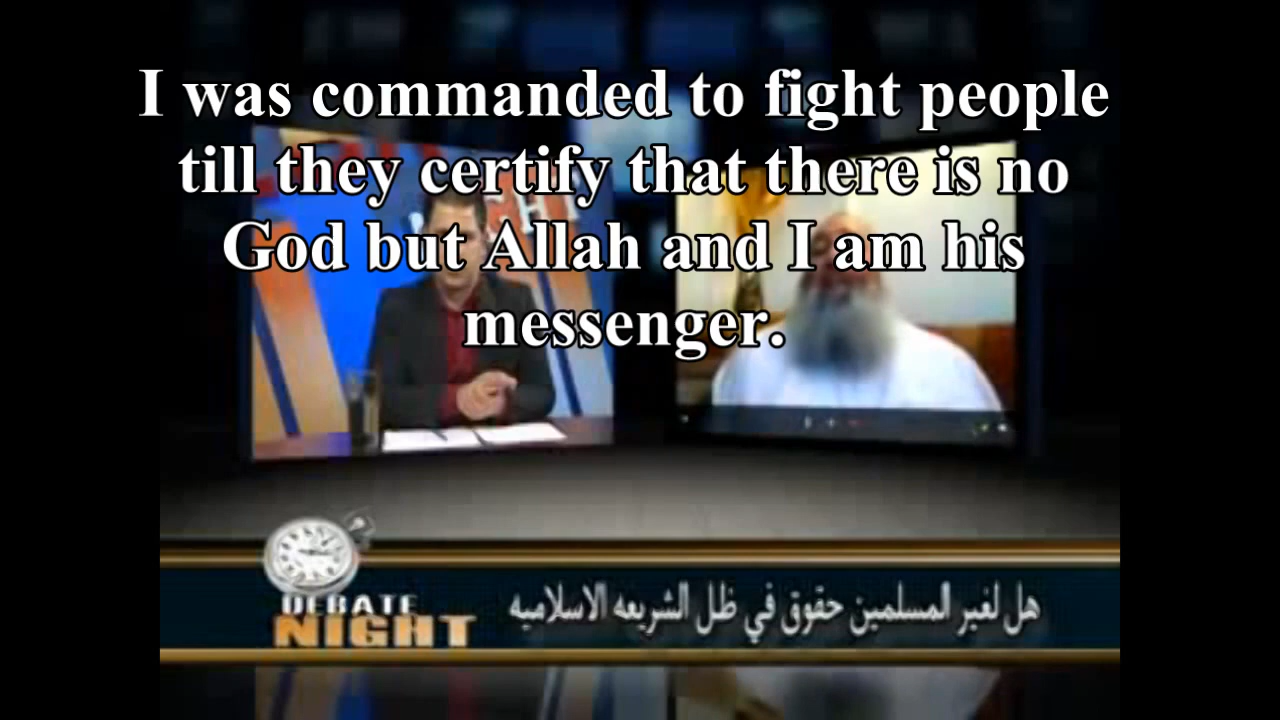 I was commanded to fight people
till they certify that there is no
God but Allah and I am his
messenger.
DEBATE
NIGHT
هل لغير المسلمين حقوق في ظل الشريعه الاسلاميه